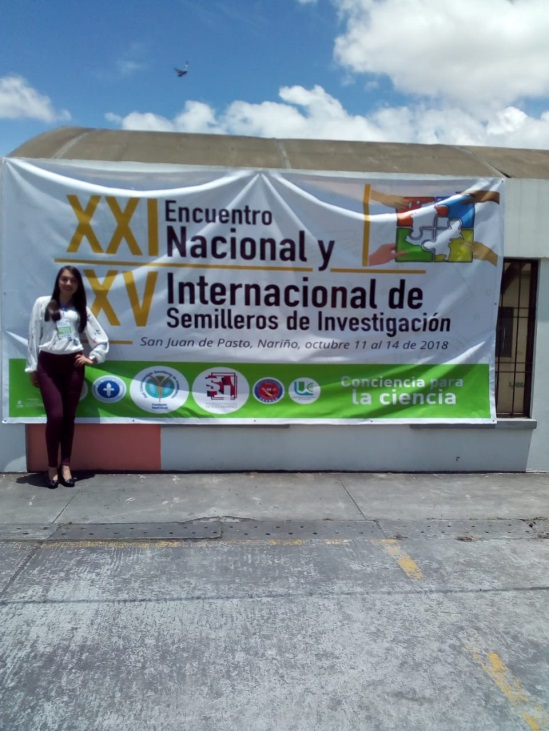 XXI Encuentro
Nacional y
XV Internacional de
Semilleros de Investigación
San Juan de Pasto, Nariño, octubre 11 al 14 de 2018
Conciencia para
la ciencia